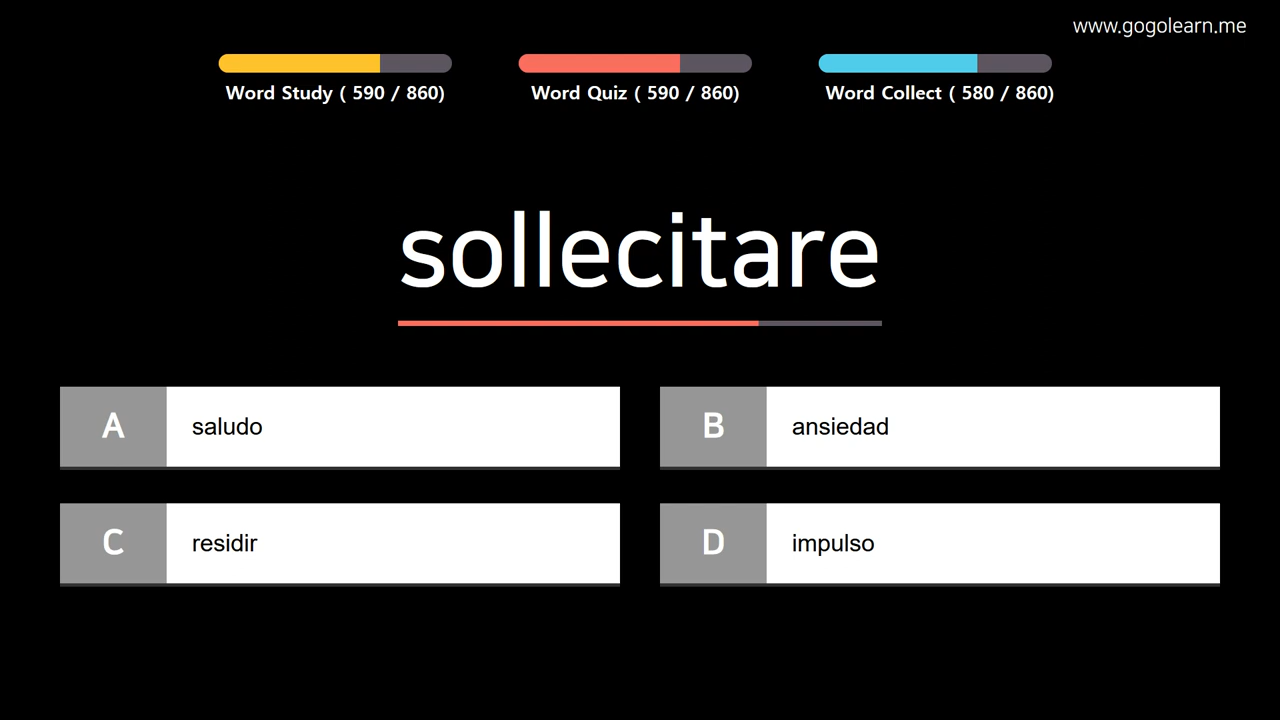 www.gogolearn.me
Word Study ( 590 / 860)
Word Quiz ( 590 / 860)
Word Collect ( 580 / 860)
sollecitare
A saludo
B ansiedad
C residir
D impulso